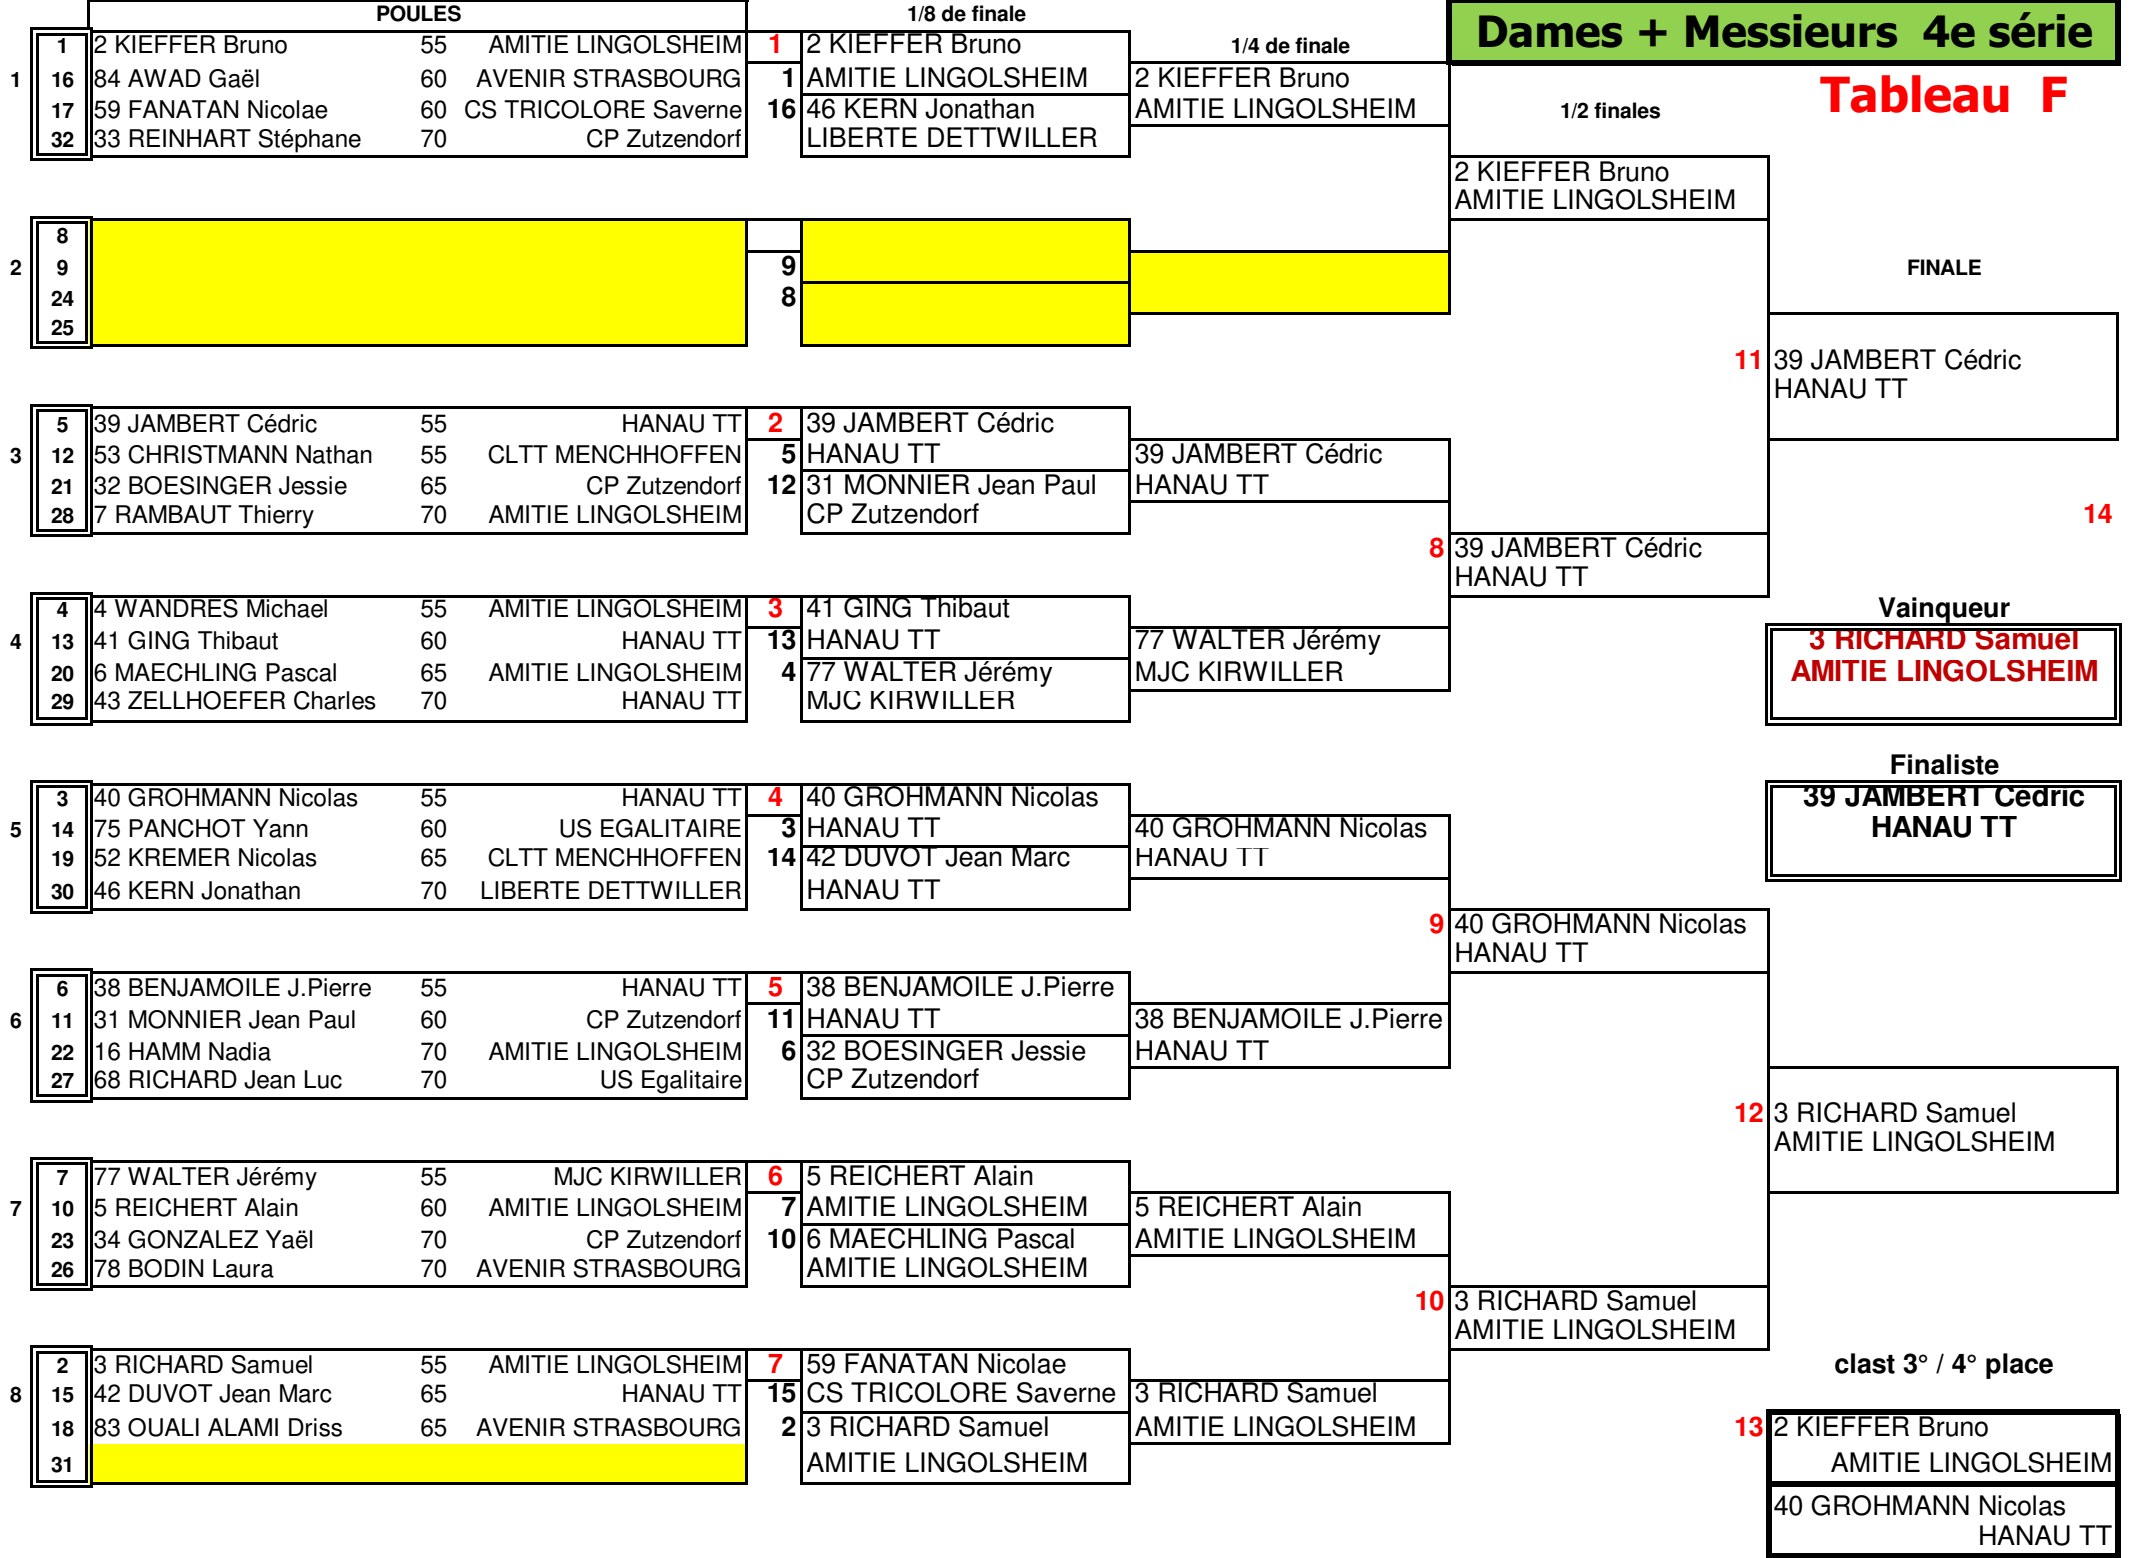 POULES 1/8 de finale
Dames + Messieurs 4e série
1/4 de finale
Tableau F
1/2 finales
1 2 KIEFFER Bruno 55 AMITIE LINGOLSHEIM 1 2 KIEFFER Bruno
1 16 84 AWAD Gaël 60 AVENIR STRASBOURG 1 AMITIE LINGOLSHEIM 2 KIEFFER Bruno
17 59 FANATAN Nicolae 60 CS TRICOLORE Saverne 16 46 KERN Jonathan AMITIE LINGOLSHEIM
32 33 REINHART Stéphane 70 CP Zutzendorf LIBERTE DETTWILLER
2 KIEFFER Bruno
AMITIE LINGOLSHEIM
8
2 9 9 FINALE
24 8
25
11 39 JAMBERT Cédric
HANAU TT
5 39 JAMBERT Cédric 55 HANAU TT 2 39 JAMBERT Cédric
3 12 53 CHRISTMANN Nathan 55 CLTT MENCHHOFFEN 5 HANAU TT 39 JAMBERT Cédric
21 32 BOESINGER Jessie 65 CP Zutzendorf 12 31 MONNIER Jean Paul HANAU TT
28 7 RAMBAUT Thierry 70 AMITIE LINGOLSHEIM CP Zutzendorf 14
8 39 JAMBERT Cédric
HANAU TT
4 4 WANDRES Michael 55 AMITIE LINGOLSHEIM 3 41 GING Thibaut Vainqueur
4 13 41 GING Thibaut 60 HANAU TT 13 HANAU TT 77 WALTER Jérémy 3 RICHARD Samuel
20 6 MAECHLING Pascal 65 AMITIE LINGOLSHEIM 4 77 WALTER Jérémy MJC KIRWILLER AMITIE LINGOLSHEIM
29 43 ZELLHOEFER Charles 70 HANAU TT MJC KIRWILLER
Finaliste
3 40 GROHMANN Nicolas 55 HANAU TT 4 40 GROHMANN Nicolas 39 JAMBERT Cédric
5 14 75 PANCHOT Yann 60 US EGALITAIRE 3 HANAU TT 40 GROHMANN Nicolas HANAU TT
19 52 KREMER Nicolas 65 CLTT MENCHHOFFEN 14 42 DUVOT Jean Marc HANAU TT
30 46 KERN Jonathan 70 LIBERTE DETTWILLER HANAU TT
9 40 GROHMANN Nicolas
HANAU TT
6 38 BENJAMOILE J.Pierre 55 HANAU TT 5 38 BENJAMOILE J.Pierre
6 11 31 MONNIER Jean Paul 60 CP Zutzendorf 11 HANAU TT 38 BENJAMOILE J.Pierre
22 16 HAMM Nadia 70 AMITIE LINGOLSHEIM 6 32 BOESINGER Jessie HANAU TT
27 68 RICHARD Jean Luc 70 US Egalitaire CP Zutzendorf
12 3 RICHARD Samuel
AMITIE LINGOLSHEIM
7 77 WALTER Jérémy 55 MJC KIRWILLER 6 5 REICHERT Alain
7 10 5 REICHERT Alain 60 AMITIE LINGOLSHEIM 7 AMITIE LINGOLSHEIM 5 REICHERT Alain
23 34 GONZALEZ Yaël 70 CP Zutzendorf 10 6 MAECHLING Pascal AMITIE LINGOLSHEIM
26 78 BODIN Laura 70 AVENIR STRASBOURG AMITIE LINGOLSHEIM
10 3 RICHARD Samuel
AMITIE LINGOLSHEIM
2 3 RICHARD Samuel 55 AMITIE LINGOLSHEIM 7 59 FANATAN Nicolae clast 3° / 4° place
8 15 42 DUVOT Jean Marc 65 HANAU TT 15 CS TRICOLORE Saverne 3 RICHARD Samuel
18 83 OUALI ALAMI Driss 65 AVENIR STRASBOURG 2 3 RICHARD Samuel AMITIE LINGOLSHEIM 13 2 KIEFFER Bruno
31 AMITIE LINGOLSHEIM AMITIE LINGOLSHEIM
40 GROHMANN Nicolas
HANAU TT